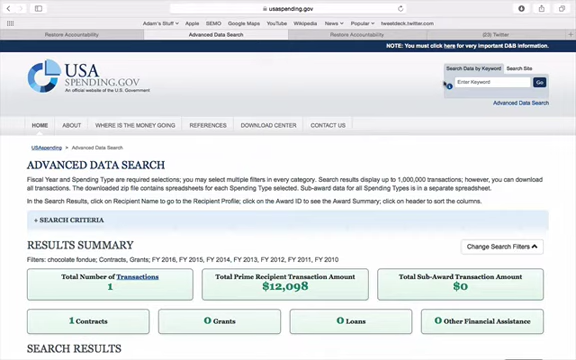 usaspending.gov
Adam's Stuff Apple SEMO Google Maps YouTube Wikipedia News Popular tweetdeck.twitter.com
Restore Accountability Advanced Data Search Restore Accountability (23) Twitter
NOTE: You must click here for very important D&B information.
Search Data by Keyword Search Site
USA
SPENDING.GOV
An official website of the U.S. Government
Enter Keyword Go
Advanced Data Search
HOME ABOUT WHERE IS THE MONEY GOING REFERENCES DOWNLOAD CENTER CONTACT US
USAspending > Advanced Data Search
ADVANCED DATA SEARCH
Fiscal Year and Spending Type are required selections; you may select multiple filters in every category. Search results display up to 1,000,000 transactions; however, you can download
all transactions. The downloaded zip file contains spreadsheets for each Spending Type selected. Sub-award data for all Spending Types is in a separate spreadsheet.
In the Search Results, click on Recipient Name to go to the Recipient Profile; click on the Award ID to see the Award Summary; click on header to sort the columns.
+ SEARCH CRITERIA
RESULTS SUMMARY
Change Search Filters
Filters: chocolate fondue; Contracts, Grants; FY 2016, FY 2015, FY 2014, FY 2013, FY 2012, FY 2011, FY 2010
Total Number of Transactions Total Prime Recipient Transaction Amount Total Sub-Award Transaction Amount
1 $12,098 $0
1 Contracts 0 Grants 0 Loans 0 Other Financial Assistance
SEARCH RESULTS